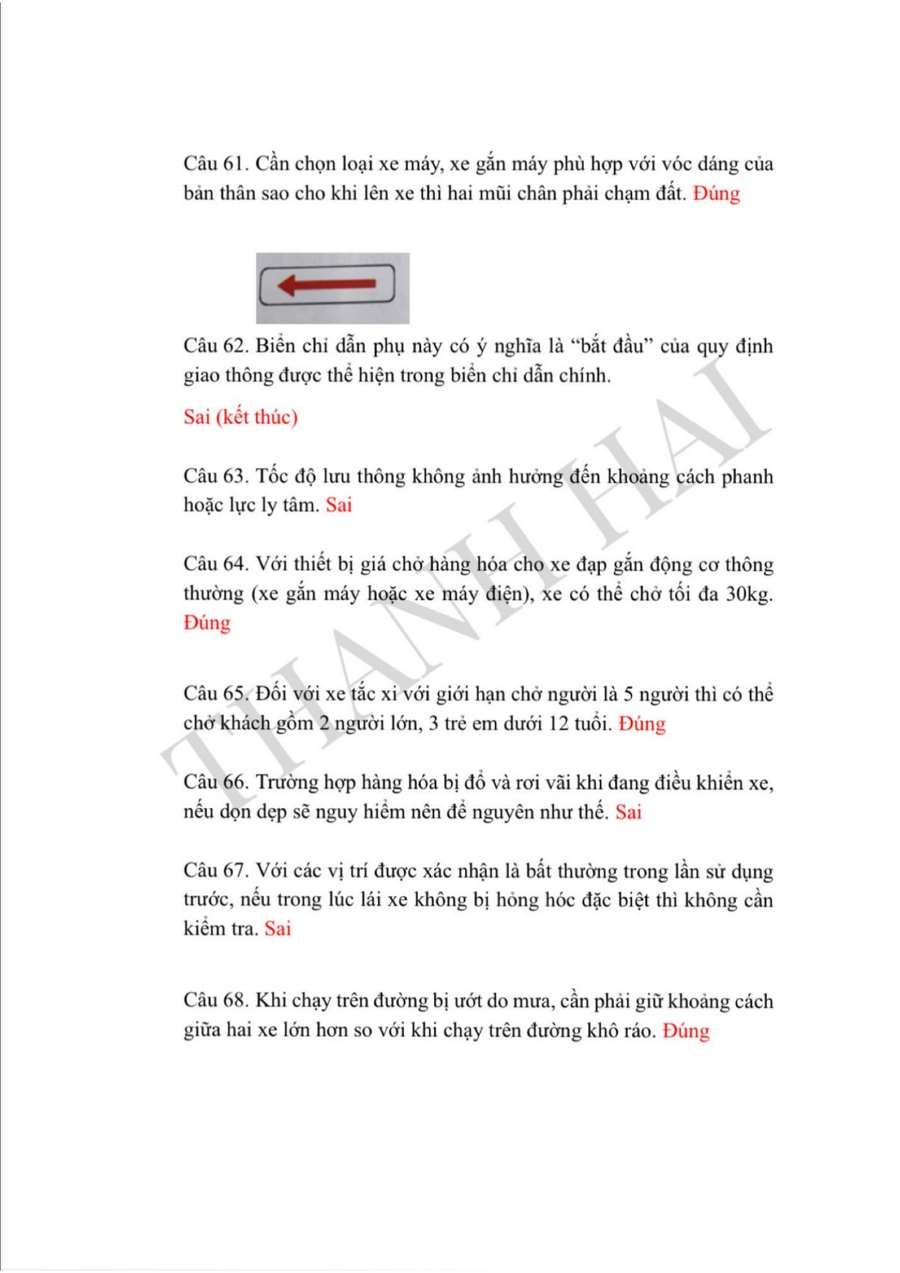 Câu 61. Cần chọn loại xe máy, xe gắn máy phù hợp với vóc dáng của
bản thân sao cho khi lên xe thì hai mũi chân phải chạm đất. Đúng
Câu 62. Biển chỉ dẫn phụ này có ý nghĩa là “bắt đầu” của quy định
giao thông được thể hiện trong biển chỉ dẫn chính.
Sai (kết thúc)
Câu 63. Tốc độ lưu thông không ảnh hưởng đến khoảng cách phanh
hoặc lực ly tâm. Sai
Câu 64. Với thiết bị giá chở hàng hóa cho xe đạp gắn động cơ thông
thường (xe gắn máy hoặc xe máy điện), xe có thể chở tối đa 30kg.
Đúng
Câu 65. Đối với xe tắc xi với giới hạn chở người là 5 người thì có thể
chở khách gồm 2 người lớn, 3 trẻ em dưới 12 tuổi. Đúng
Câu 66. Trường hợp hàng hóa bị đổ và rơi vãi khi đang điều khiển xe,
nếu dọn dẹp sẽ nguy hiểm nên để nguyên như thế. Sai
Câu 67. Với các vị trí được xác nhận là bất thường trong lần sử dụng
trước, nếu trong lúc lái xe không bị hỏng hóc đặc biệt thì không cần
kiểm tra. Sai
Câu 68. Khi chạy trên đường bị ướt do mưa, cần phải giữ khoảng cách
giữa hai xe lớn hơn so với khi chạy trên đường khô ráo. Đúng
THANH HAI